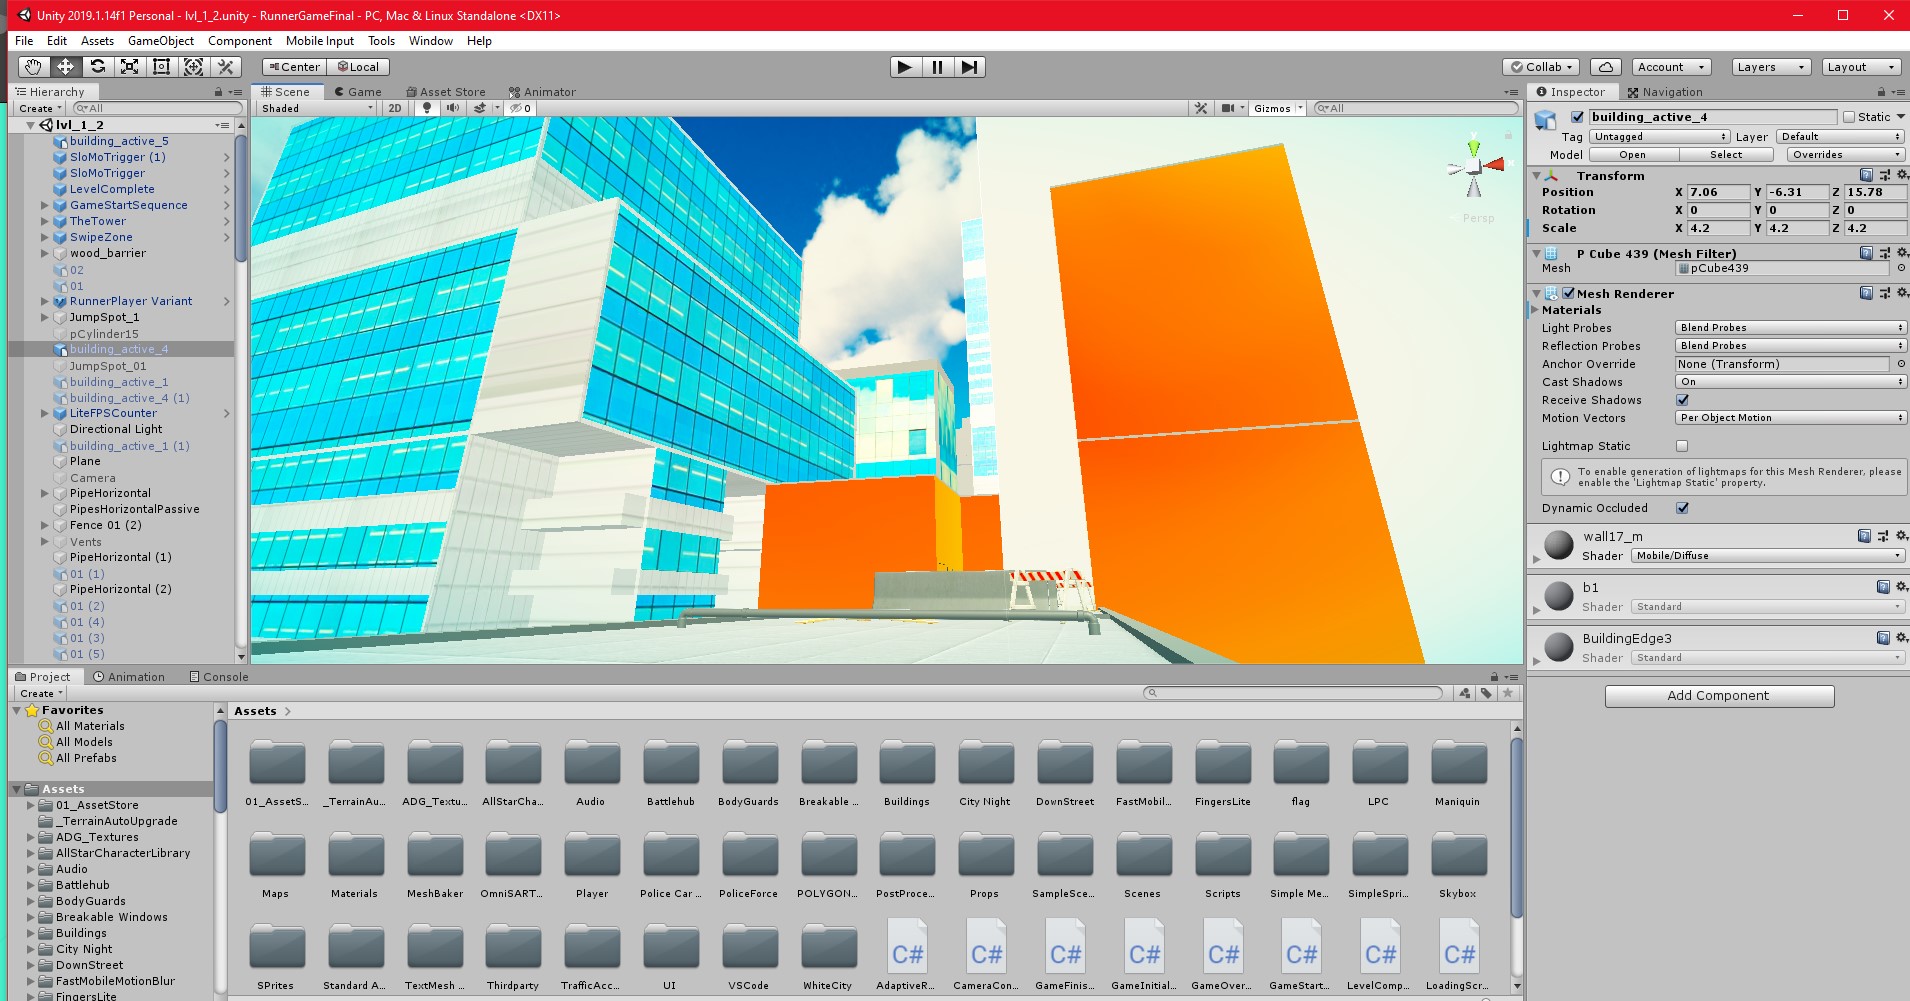 Unity 2019.1.14f1 Personal - lvl_1_2.unity - RunnerGameFinal - PC, Mac & Linux Standalone <DX11>
File Edit Assets GameObject Component Mobile Input Tools Window Help
Center Local Collab Account Layers Layout
Hierarchy
Create All
lvl_1_2
building_active_5
SloMoTrigger (1)
SloMoTrigger
LevelComplete
GameStartSequence
TheTower
SwipeZone
wood_barrier
02
01
RunnerPlayer Variant
JumpSpot_1
pCylinder15
building_active_4
JumpSpot_01
building_active_1
building_active_4 (1)
LiteFPSCounter
Directional Light
building_active_1 (1)
Plane
Camera
PipeHorizontal
PipesHorizontalPassive
Fence 01 (2)
Vents
PipeHorizontal (1)
01 (1)
PipeHorizontal (2)
01 (2)
01 (4)
01 (3)
01 (5)
Scene Game Asset Store Animator
Shaded 2D 0 Gizmos All
y
Persp
Inspector Navigation
building_active_4 Static
Tag Untagged Layer Default
Model Open Select Overrides
Transform
Position X 7.06 Y -6.31 Z 15.78
Rotation X 0 Y 0 Z 0
Scale X 4.2 Y 4.2 Z 4.2
P Cube 439 (Mesh Filter)
Mesh pCube439
Mesh Renderer
Materials
Light Probes Blend Probes
Reflection Probes Blend Probes
Anchor Override None (Transform)
Cast Shadows On
Receive Shadows
Motion Vectors Per Object Motion
Lightmap Static
To enable generation of lightmaps for this Mesh Renderer, please
enable the 'Lightmap Static' property.
Dynamic Occluded
wall17_m
Shader Mobile/Diffuse
b1
Shader Standard
BuildingEdge3
Shader Standard
Add Component
Project Animation Console
Create
Favorites
All Materials
All Models
All Prefabs
Assets
01_AssetStore
_TerrainAutoUpgrade
ADG_Textures
AllStarCharacterLibrary
Audio
Battlehub
BodyGuards
Breakable Windows
Buildings
City Night
DownStreet
FastMobileMotionBlur
FingersLite
Assets
01_AssetS... _TerrainAu... ADG_Textu... AllStarCha... Audio Battlehub BodyGuards Breakable ... Buildings City Night DownStreet FastMobil... FingersLite flag LPC Maniquin
Maps Materials MeshBaker OmniSART... Player Police Car ... PoliceForce POLYGON... PostProce... Props SampleSce... Scenes Scripts Simple Me... SimpleSpri... Skybox
C# C# C# C# C# C# C# C#
SPrites Standard A... TextMesh ... Thirdparty TrafficAcc... UI VSCode WhiteCity AdaptiveR... CameraCon... GameFinis... GameInitial... GameOver... GameStart... LevelComp... LoadingScr...